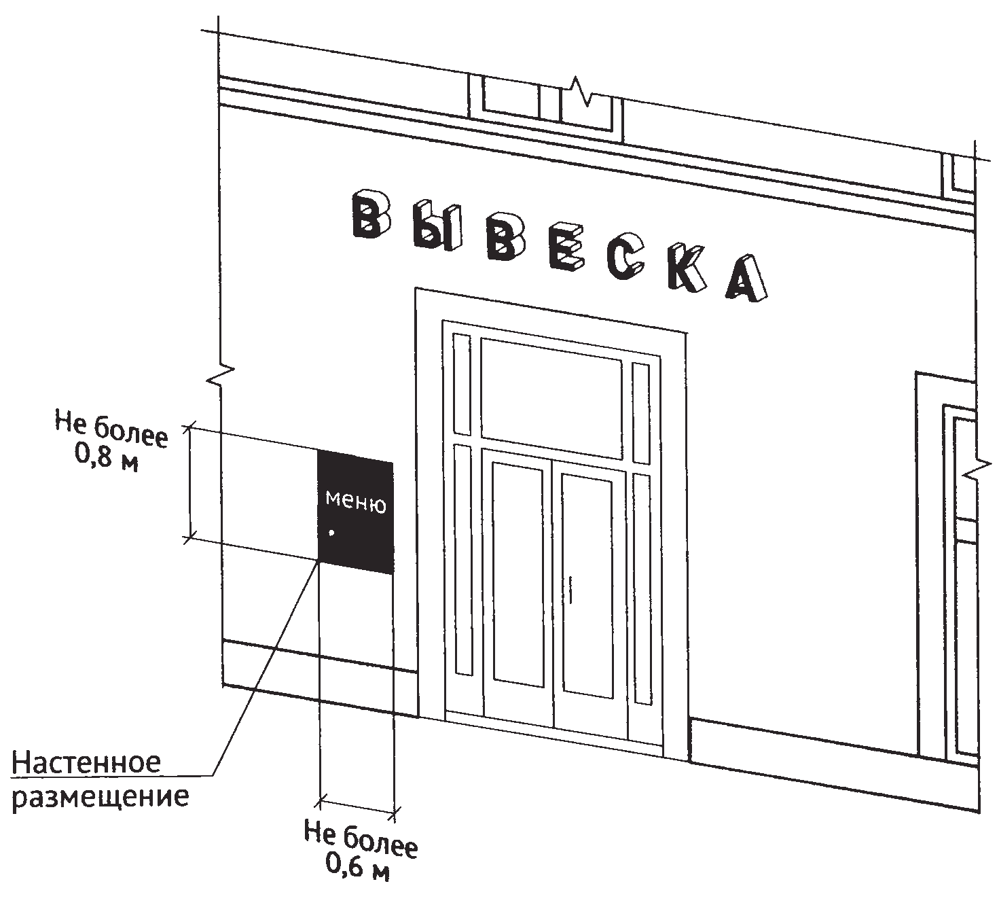 ВЫВЕСКА
Не более
0,8 м
меню
Настенное
размещение
Не более
0,6 м